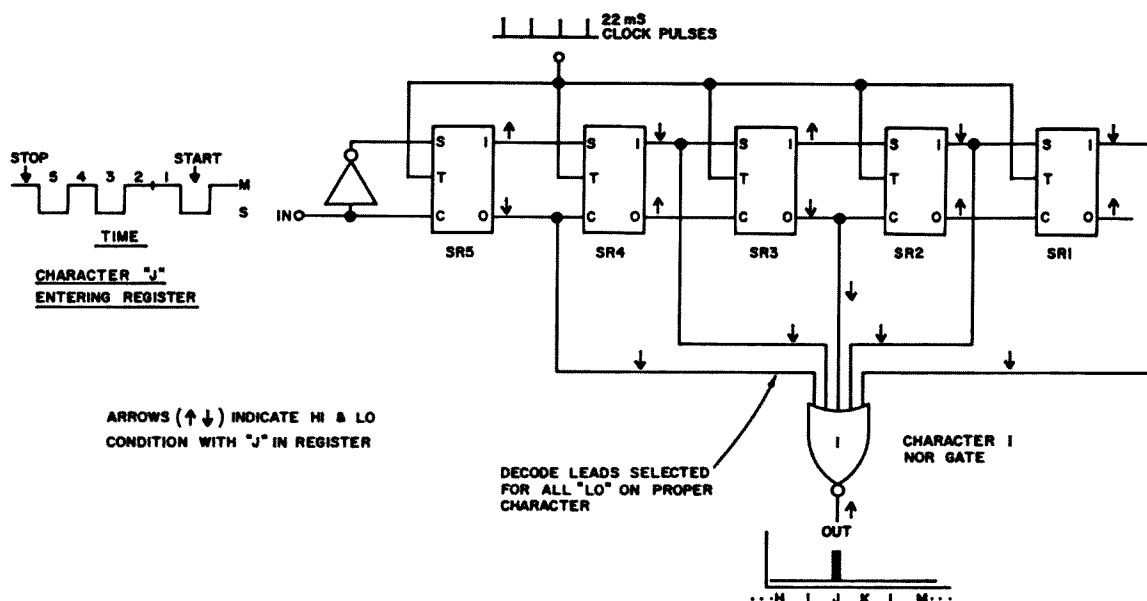 22 mS
CLOCK PULSES
STOP
START
5 4 3 2 1
M
S
TIME
CHARACTER "J"
ENTERING REGISTER
IN
S I
T
C O
SR5
S I
T
C O
SR4
S I
T
C O
SR3
S I
T
C O
SR2
S I
T
C O
SR1
ARROWS (↑↓) INDICATE HI & LO
CONDITION WITH "J" IN REGISTER
DECODE LEADS SELECTED
FOR ALL "LO" ON PROPER
CHARACTER
I
CHARACTER I
NOR GATE
OUT
···H I J K L M···